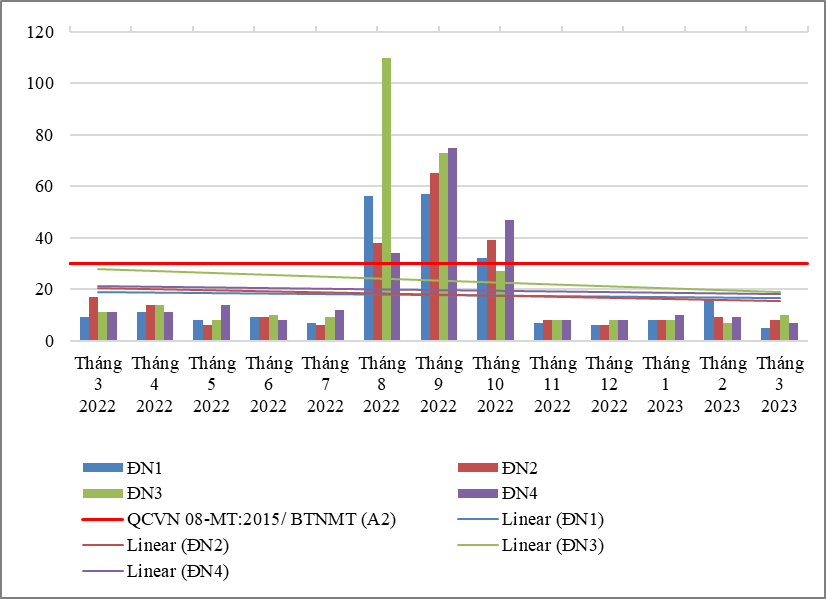 120
100
80
60
40
20
0
Tháng Tháng Tháng Tháng Tháng Tháng Tháng Tháng Tháng Tháng Tháng Tháng Tháng
3 4 5 6 7 8 9 10 11 12 1 2 3
2022 2022 2022 2022 2022 2022 2022 2022 2022 2022 2023 2023 2023
ĐN1 ĐN2
ĐN3 ĐN4
QCVN 08-MT:2015/ BTNMT (A2) Linear (ĐN1)
Linear (ĐN2) Linear (ĐN3)
Linear (ĐN4)